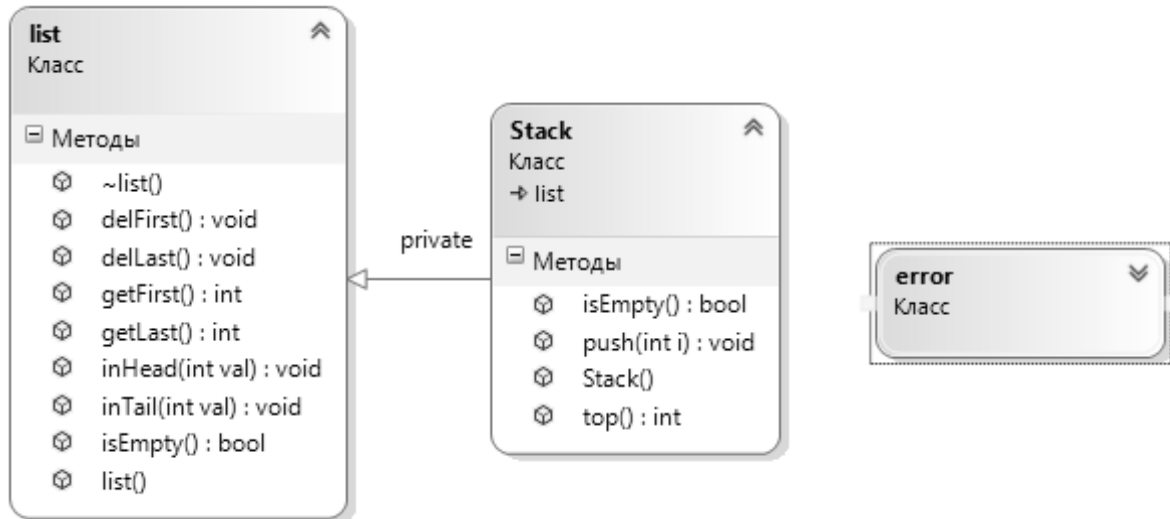 list
Класс
Методы
~list()
delFirst() : void
delLast() : void
getFirst() : int
getLast() : int
inHead(int val) : void
inTail(int val) : void
isEmpty() : bool
list()
private
Stack
Класс
list
Методы
isEmpty() : bool
push(int i) : void
Stack()
top() : int
error
Класс